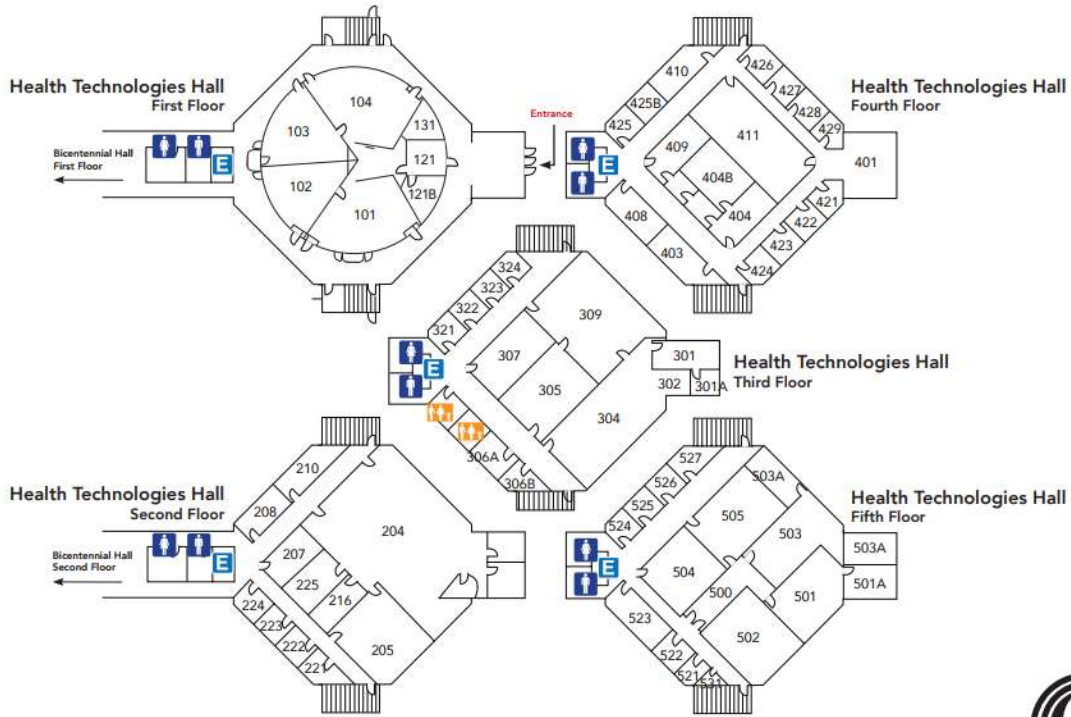 Health Technologies Hall
First Floor
Bicentennial Hall
First Floor
E
104
103
131
121
102
121B
101
Entrance
Health Technologies Hall
Fourth Floor
E
410
426
427
425B
428
425
429
411
409
401
404B
408
404
421
422
403
423
424
Health Technologies Hall
Third Floor
E
324
323
322
309
321
307
301
305
302
301A
304
306A
306B
Health Technologies Hall
Second Floor
Bicentennial Hall
Second Floor
E
210
208
204
207
225
216
224
223
222
205
221
Health Technologies Hall
Fifth Floor
E
527
503A
526
525
505
524
503
503A
504
501A
500
501
523
502
522
521
531